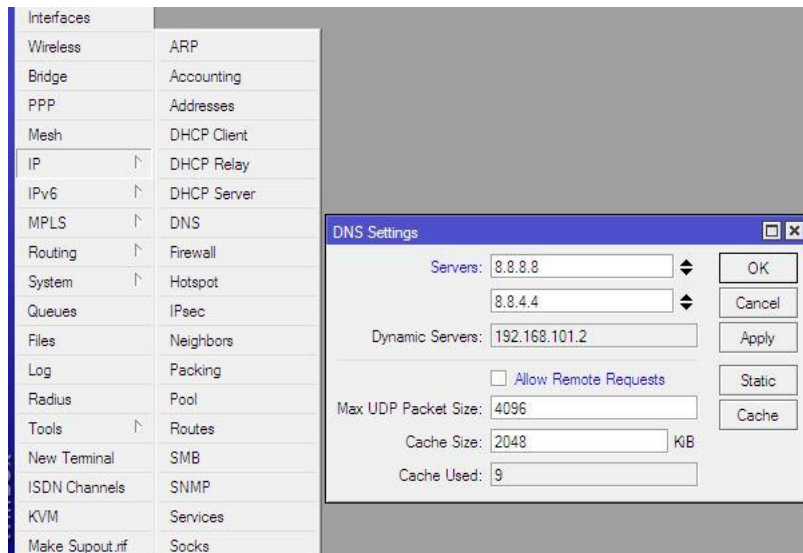 Interfaces
Wireless
Bridge
PPP
Mesh
IP
IPv6
MPLS
Routing
System
Queues
Files
Log
Radius
Tools
New Terminal
ISDN Channels
KVM
Make Supout.rif
ARP
Accounting
Addresses
DHCP Client
DHCP Relay
DHCP Server
DNS
Firewall
Hotspot
IPsec
Neighbors
Packing
Pool
Routes
SMB
SNMP
Services
Socks
DNS Settings
Servers: 8.8.8.8
8.8.4.4
Dynamic Servers: 192.168.101.2
Allow Remote Requests
Max UDP Packet Size: 4096
Cache Size: 2048 KiB
Cache Used: 9
OK
Cancel
Apply
Static
Cache